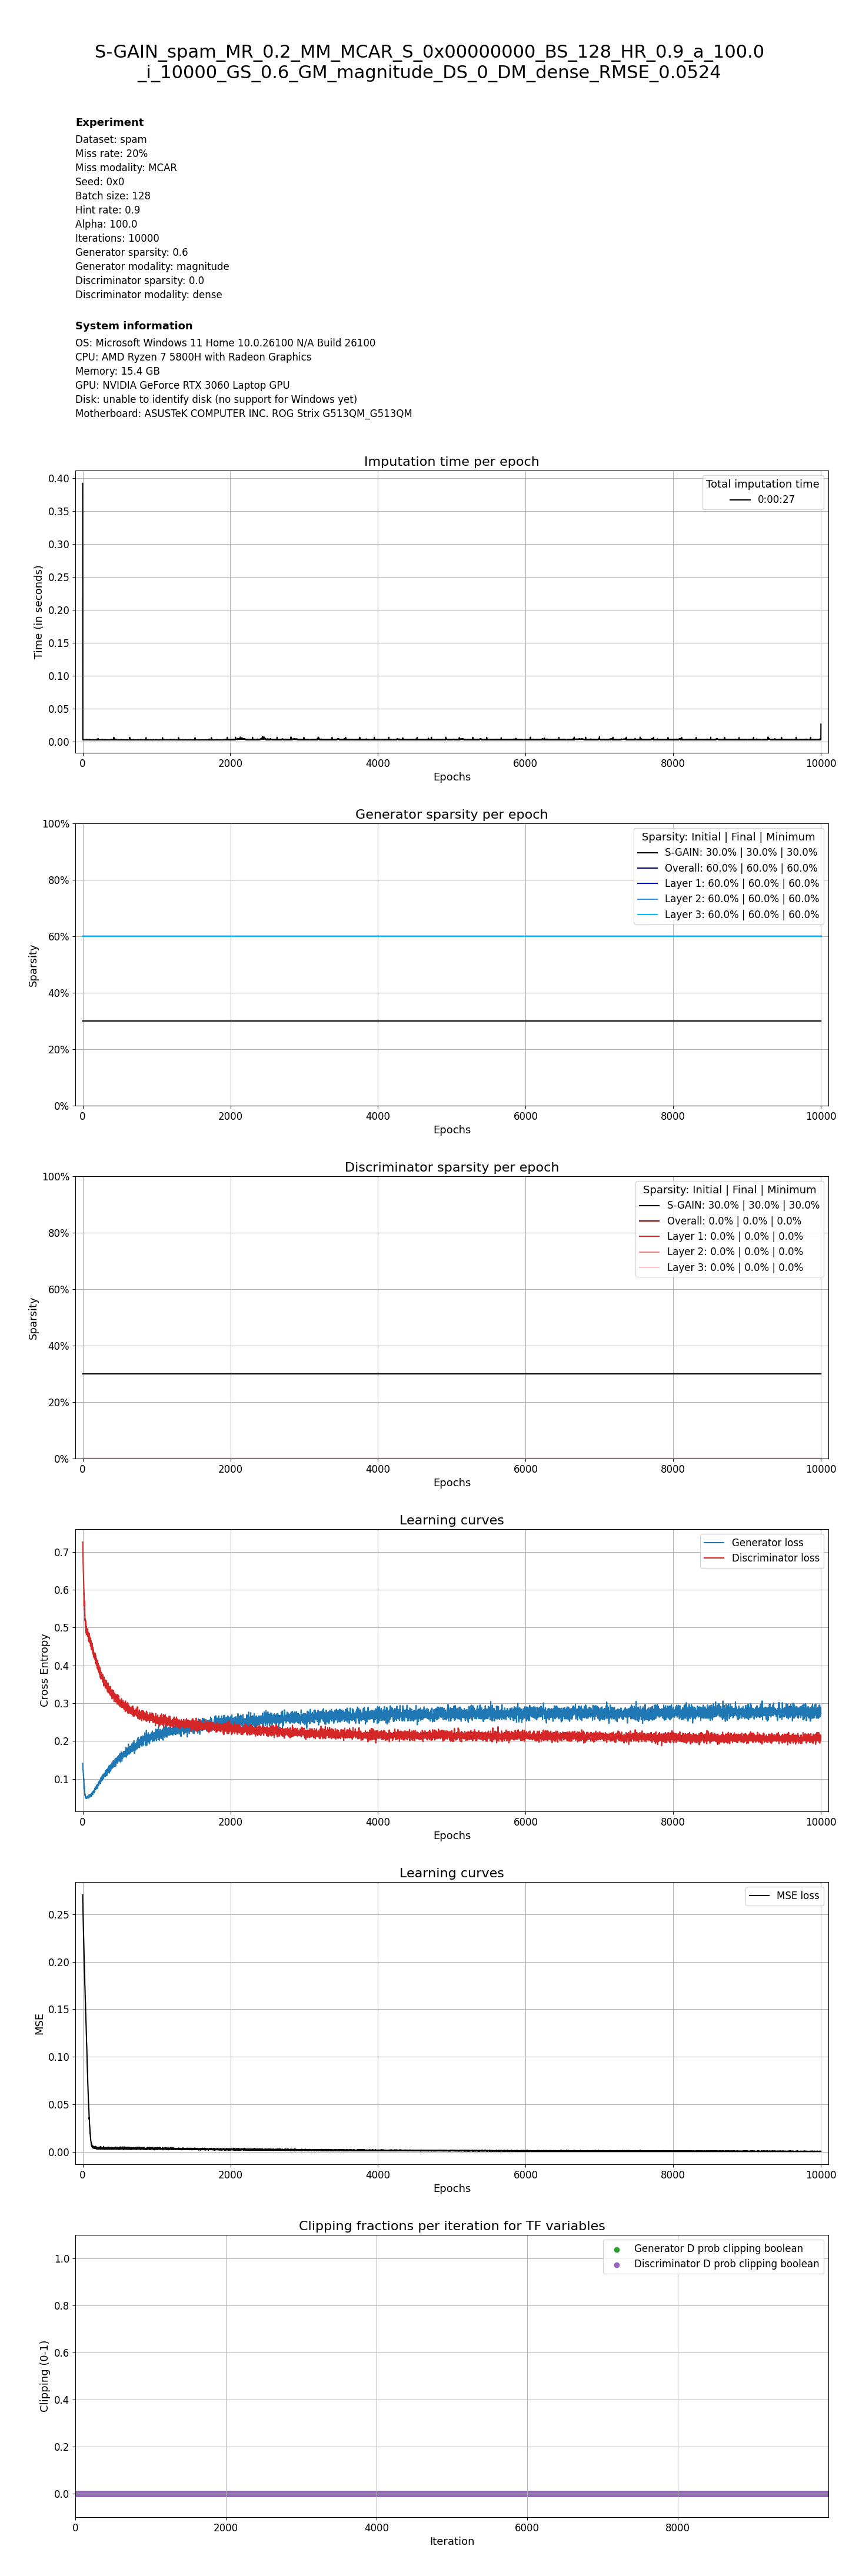 S-GAIN_spam_MR_0.2_MM_MCAR_S_0x00000000_BS_128_HR_0.9_a_100.0
_i_10000_GS_0.6_GM_magnitude_DS_0_DM_dense_RMSE_0.0524
Experiment
Dataset: spam
Miss rate: 20%
Miss modality: MCAR
Seed: 0x0
Batch size: 128
Hint rate: 0.9
Alpha: 100.0
Iterations: 10000
Generator sparsity: 0.6
Generator modality: magnitude
Discriminator sparsity: 0.0
Discriminator modality: dense
System information
OS: Microsoft Windows 11 Home 10.0.26100 N/A Build 26100
CPU: AMD Ryzen 7 5800H with Radeon Graphics
Memory: 15.4 GB
GPU: NVIDIA GeForce RTX 3060 Laptop GPU
Disk: unable to identify disk (no support for Windows yet)
Motherboard: ASUSTeK COMPUTER INC. ROG Strix G513QM_G513QM
Imputation time per epoch
Total imputation time
0:00:27
Time (in seconds)
0.40
0.35
0.30
0.25
0.20
0.15
0.10
0.05
0.00
0 2000 4000 6000 8000 10000
Epochs
Generator sparsity per epoch
Sparsity: Initial | Final | Minimum
S-GAIN: 30.0% | 30.0% | 30.0%
Overall: 60.0% | 60.0% | 60.0%
Layer 1: 60.0% | 60.0% | 60.0%
Layer 2: 60.0% | 60.0% | 60.0%
Layer 3: 60.0% | 60.0% | 60.0%
Sparsity
100%
80%
60%
40%
20%
0%
0 2000 4000 6000 8000 10000
Epochs
Discriminator sparsity per epoch
Sparsity: Initial | Final | Minimum
S-GAIN: 30.0% | 30.0% | 30.0%
Overall: 0.0% | 0.0% | 0.0%
Layer 1: 0.0% | 0.0% | 0.0%
Layer 2: 0.0% | 0.0% | 0.0%
Layer 3: 0.0% | 0.0% | 0.0%
Sparsity
100%
80%
60%
40%
20%
0%
0 2000 4000 6000 8000 10000
Epochs
Learning curves
Generator loss
Discriminator loss
Cross Entropy
0.7
0.6
0.5
0.4
0.3
0.2
0.1
0 2000 4000 6000 8000 10000
Epochs
Learning curves
MSE loss
MSE
0.25
0.20
0.15
0.10
0.05
0.00
0 2000 4000 6000 8000 10000
Epochs
Clipping fractions per iteration for TF variables
Generator D prob clipping boolean
Discriminator D prob clipping boolean
Clipping (0-1)
1.0
0.8
0.6
0.4
0.2
0.0
0 2000 4000 6000 8000
Iteration